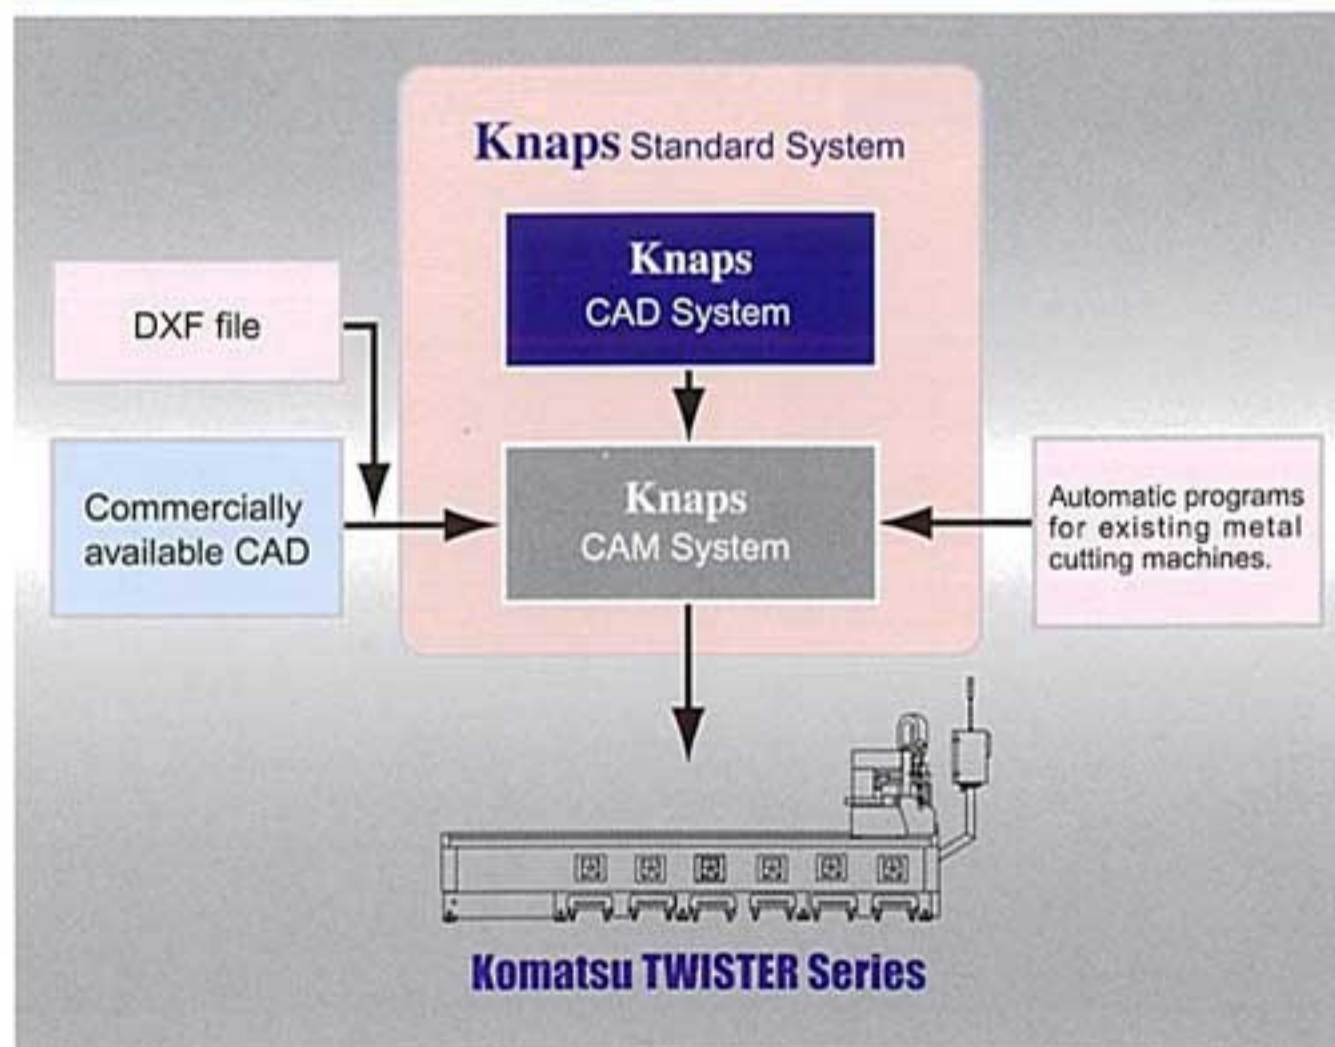 Knaps Standard System
Knaps
CAD System
DXF file
Commercially
available CAD
Knaps
CAM System
Automatic programs
for existing metal
cutting machines.
Komatsu TWISTER Series